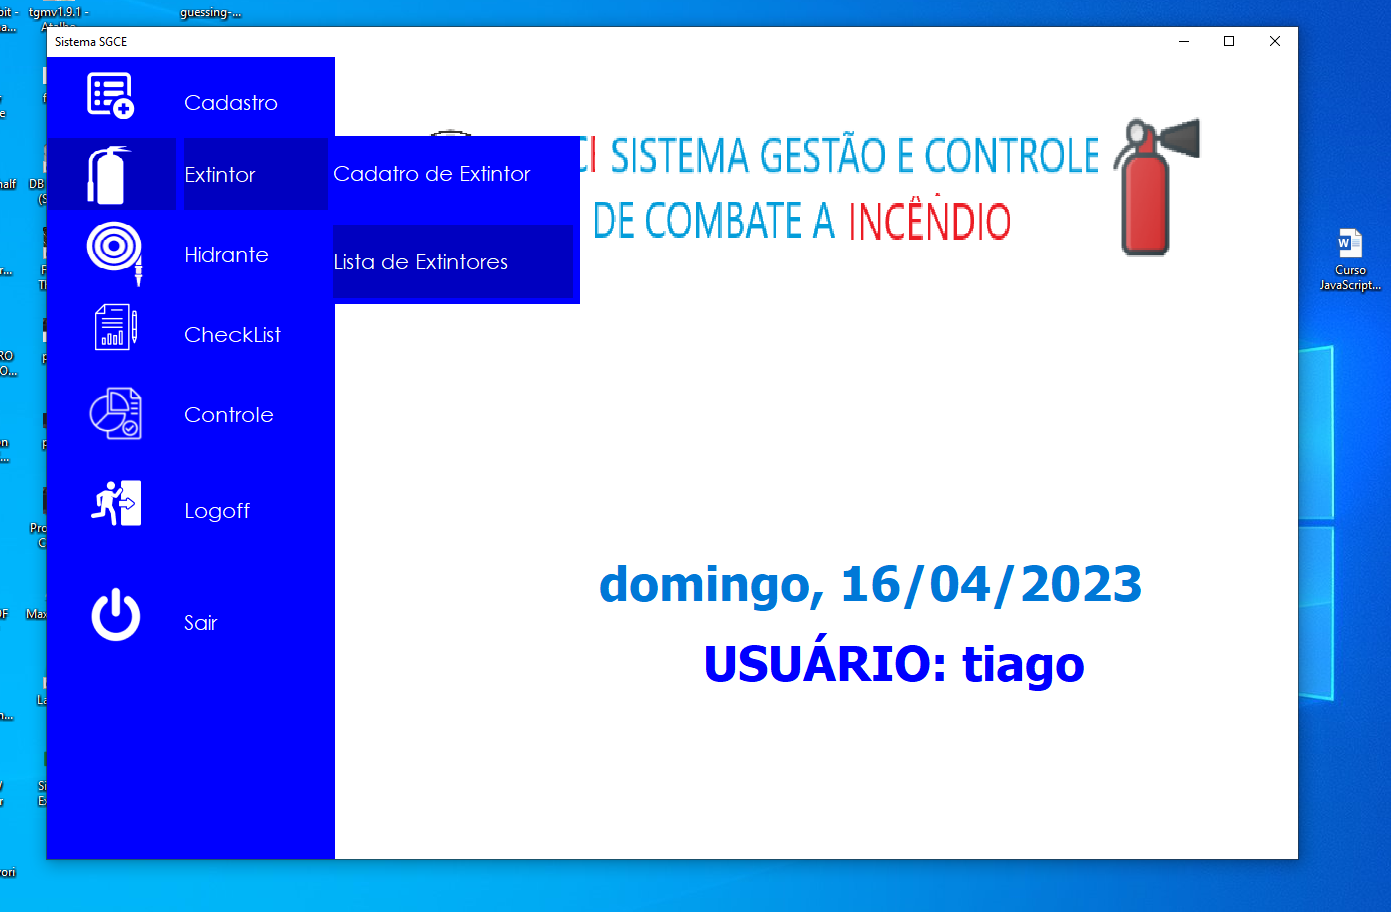 tgmv1.9.1 -
guessing-...
Sistema SGCE
Cadastro
Extintor
Hidrante
CheckList
Controle
Logoff
Sair
Cadatro de Extintor
Lista de Extintores
SISTEMA GESTÃO E CONTROLE
DE COMBATE A INCÊNDIO
domingo, 16/04/2023
USUÁRIO: tiago
Curso
JavaScript...